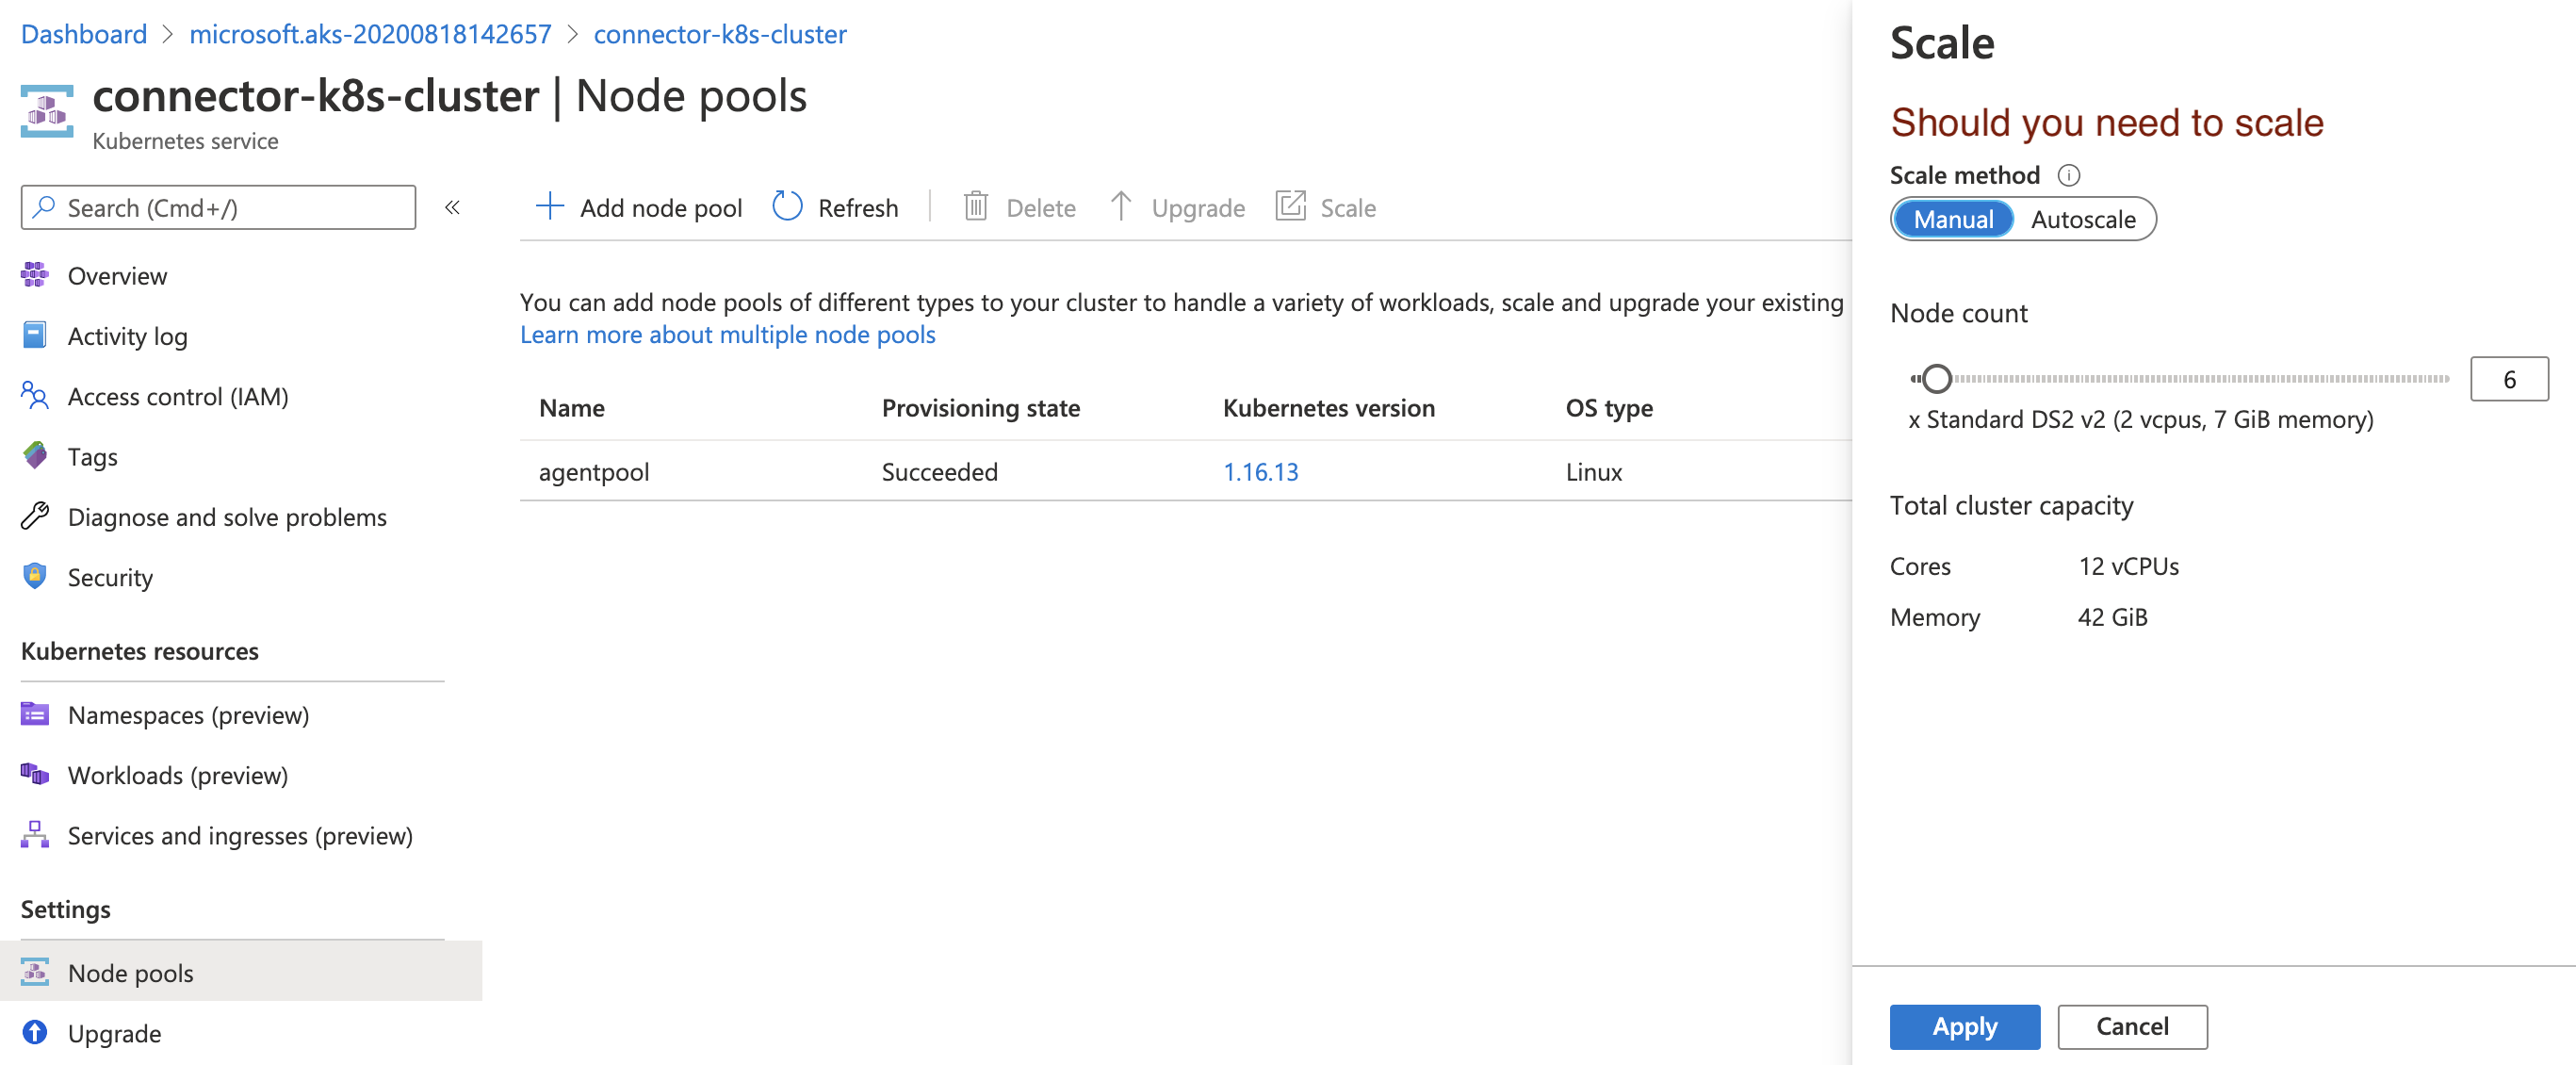 Dashboard > microsoft.aks-20200818142657 > connector-k8s-cluster
connector-k8s-cluster | Node pools
Kubernetes service
Search (Cmd+/)
«
Overview
Activity log
Access control (IAM)
Tags
Diagnose and solve problems
Security
Kubernetes resources
Namespaces (preview)
Workloads (preview)
Services and ingresses (preview)
Settings
Node pools
Upgrade
Add node pool Refresh Delete Upgrade Scale
You can add node pools of different types to your cluster to handle a variety of workloads, scale and upgrade your existing
Learn more about multiple node pools
Name Provisioning state Kubernetes version OS type
agentpool Succeeded 1.16.13 Linux
Scale
Should you need to scale
Scale method
Manual Autoscale
Node count
6
x Standard DS2 v2 (2 vcpus, 7 GiB memory)
Total cluster capacity
Cores 12 vCPUs
Memory 42 GiB
Apply Cancel